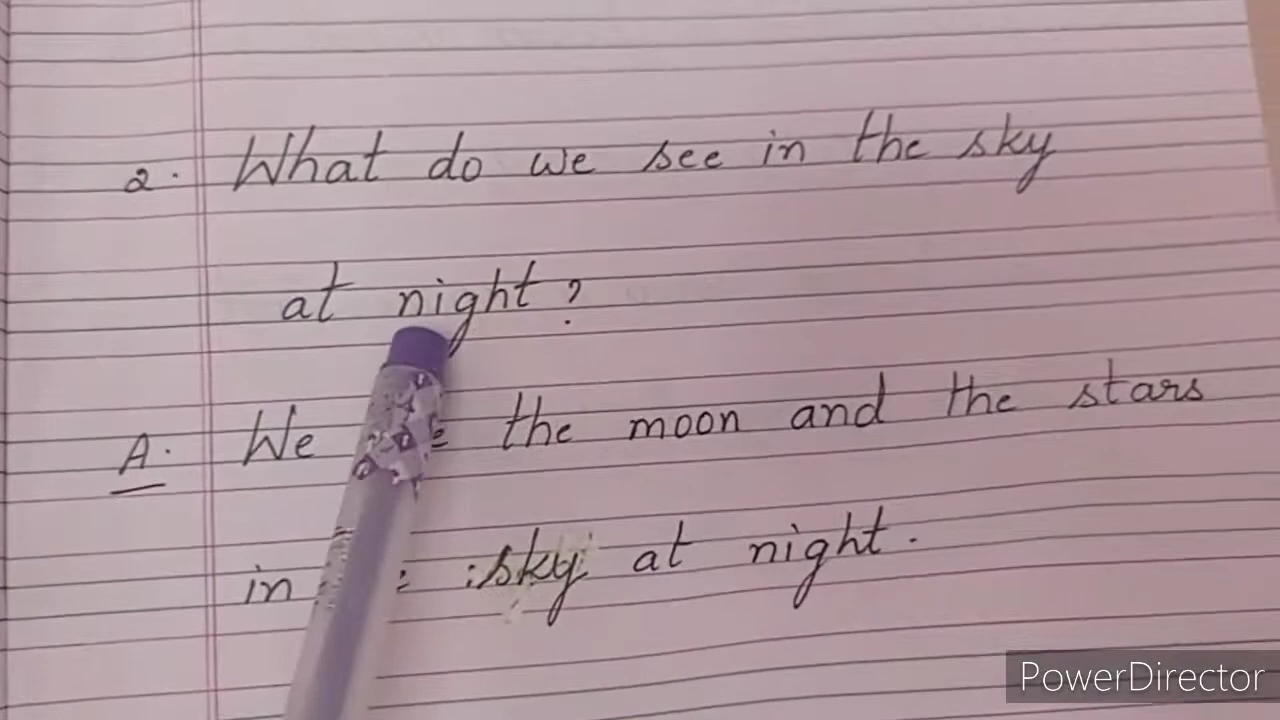 2. What do we see in the sky
at night?
A. We the moon and the stars
in sky at night.
PowerDirector